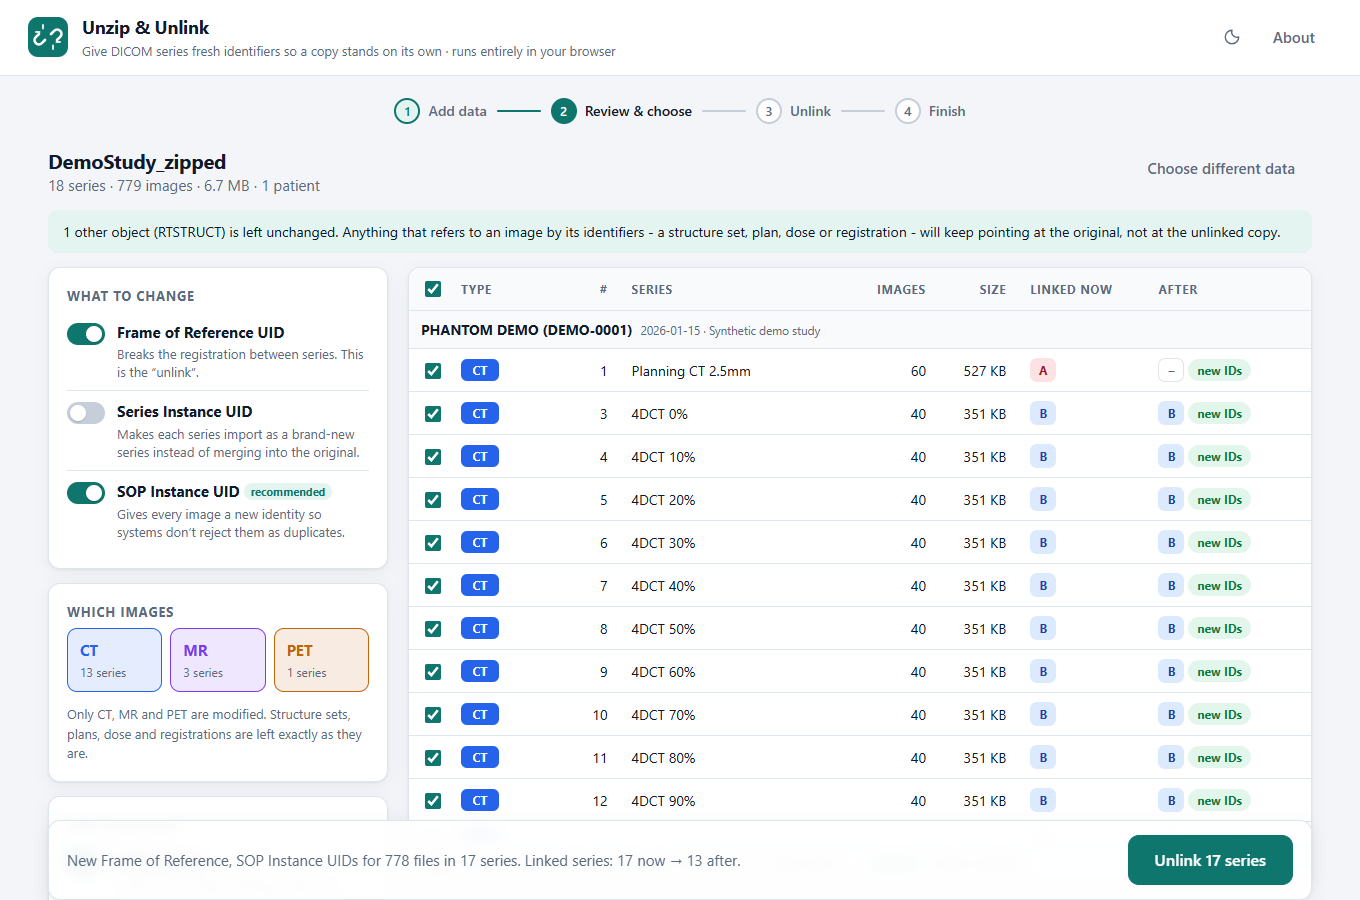 Unzip & Unlink
Give DICOM series fresh identifiers so a copy stands on its own · runs entirely in your browser
About
1 Add data 2 Review & choose 3 Unlink 4 Finish
DemoStudy_zipped
18 series · 779 images · 6.7 MB · 1 patient
Choose different data
1 other object (RTSTRUCT) is left unchanged. Anything that refers to an image by its identifiers - a structure set, plan, dose or registration - will keep pointing at the original, not at the unlinked copy.
WHAT TO CHANGE
Frame of Reference UID
Breaks the registration between series. This
is the “unlink”.
Series Instance UID
Makes each series import as a brand-new
series instead of merging into the original.
SOP Instance UID recommended
Gives every image a new identity so
systems don’t reject them as duplicates.
WHICH IMAGES
CT
13 series
MR
3 series
PET
1 series
Only CT, MR and PET are modified. Structure sets,
plans, dose and registrations are left exactly as they
are.
TYPE # SERIES IMAGES SIZE LINKED NOW AFTER
PHANTOM DEMO (DEMO-0001) 2026-01-15 · Synthetic demo study
CT 1 Planning CT 2.5mm 60 527 KB A – new IDs
CT 3 4DCT 0% 40 351 KB B B new IDs
CT 4 4DCT 10% 40 351 KB B B new IDs
CT 5 4DCT 20% 40 351 KB B B new IDs
CT 6 4DCT 30% 40 351 KB B B new IDs
CT 7 4DCT 40% 40 351 KB B B new IDs
CT 8 4DCT 50% 40 351 KB B B new IDs
CT 9 4DCT 60% 40 351 KB B B new IDs
CT 10 4DCT 70% 40 351 KB B B new IDs
CT 11 4DCT 80% 40 351 KB B B new IDs
CT 12 4DCT 90% 40 351 KB B B new IDs
New Frame of Reference, SOP Instance UIDs for 778 files in 17 series. Linked series: 17 now → 13 after.
Unlink 17 series